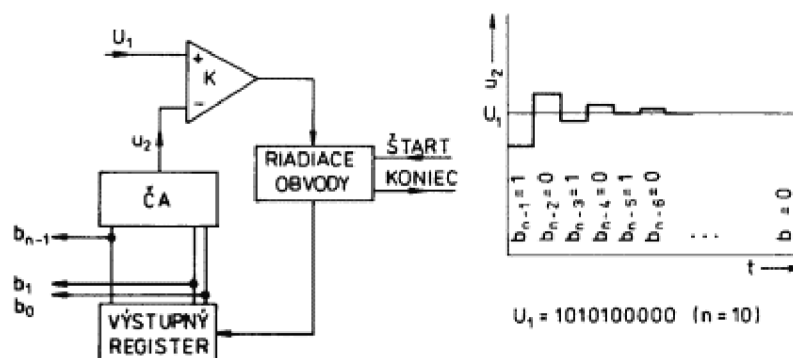 U₁
+
K
−
u₂
ŠTART
RIADIACE
OBVODY
KONIEC
ČA
bₙ₋₁
b₁
b₀
VÝSTUPNÝ
REGISTER
u₂
U₁
bₙ₋₁ = 1
bₙ₋₂ = 0
bₙ₋₃ = 1
bₙ₋₄ = 0
bₙ₋₅ = 1
bₙ₋₆ = 0
...
b = 0
t
U₁ = 1010100000 (n = 10)